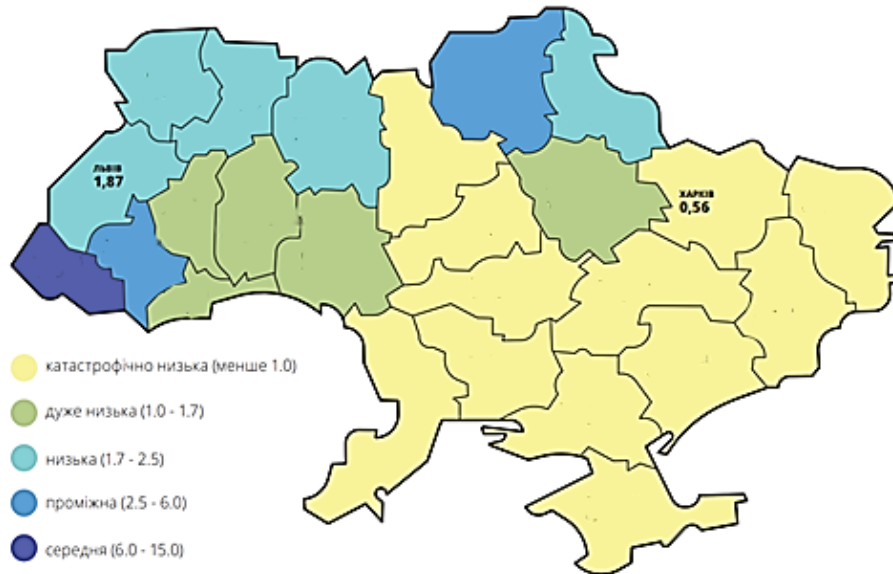 ЛЬВІВ
1,87
ХАРКІВ
0,56
катастрофічно низька (менше 1.0)
дуже низька (1.0 - 1.7)
низька (1.7 - 2.5)
проміжна (2.5 - 6.0)
середня (6.0 - 15.0)